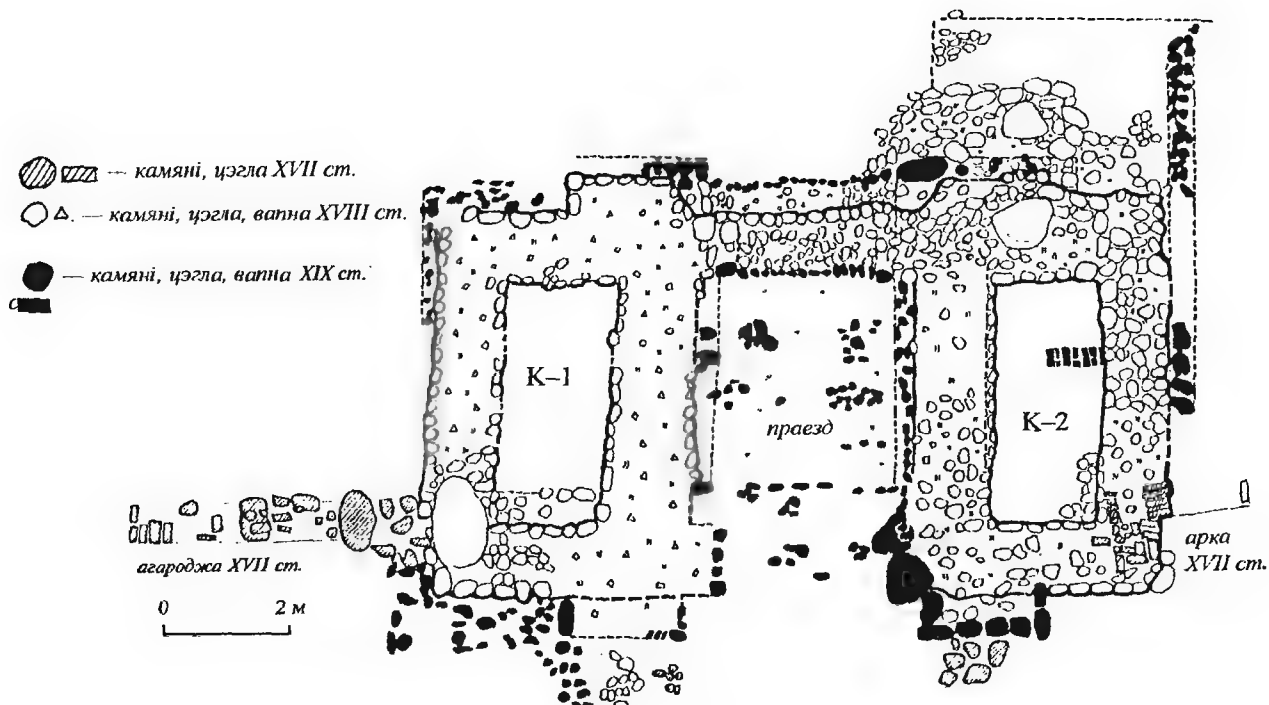 — камяні, цэгла XVII ст.
— камяні, цэгла, вапна XVIII ст.
— камяні, цэгла, вапна XIX ст.
К–1
К–2
праезд
агароджа XVII ст.
арка
XVII ст.
0 2 м